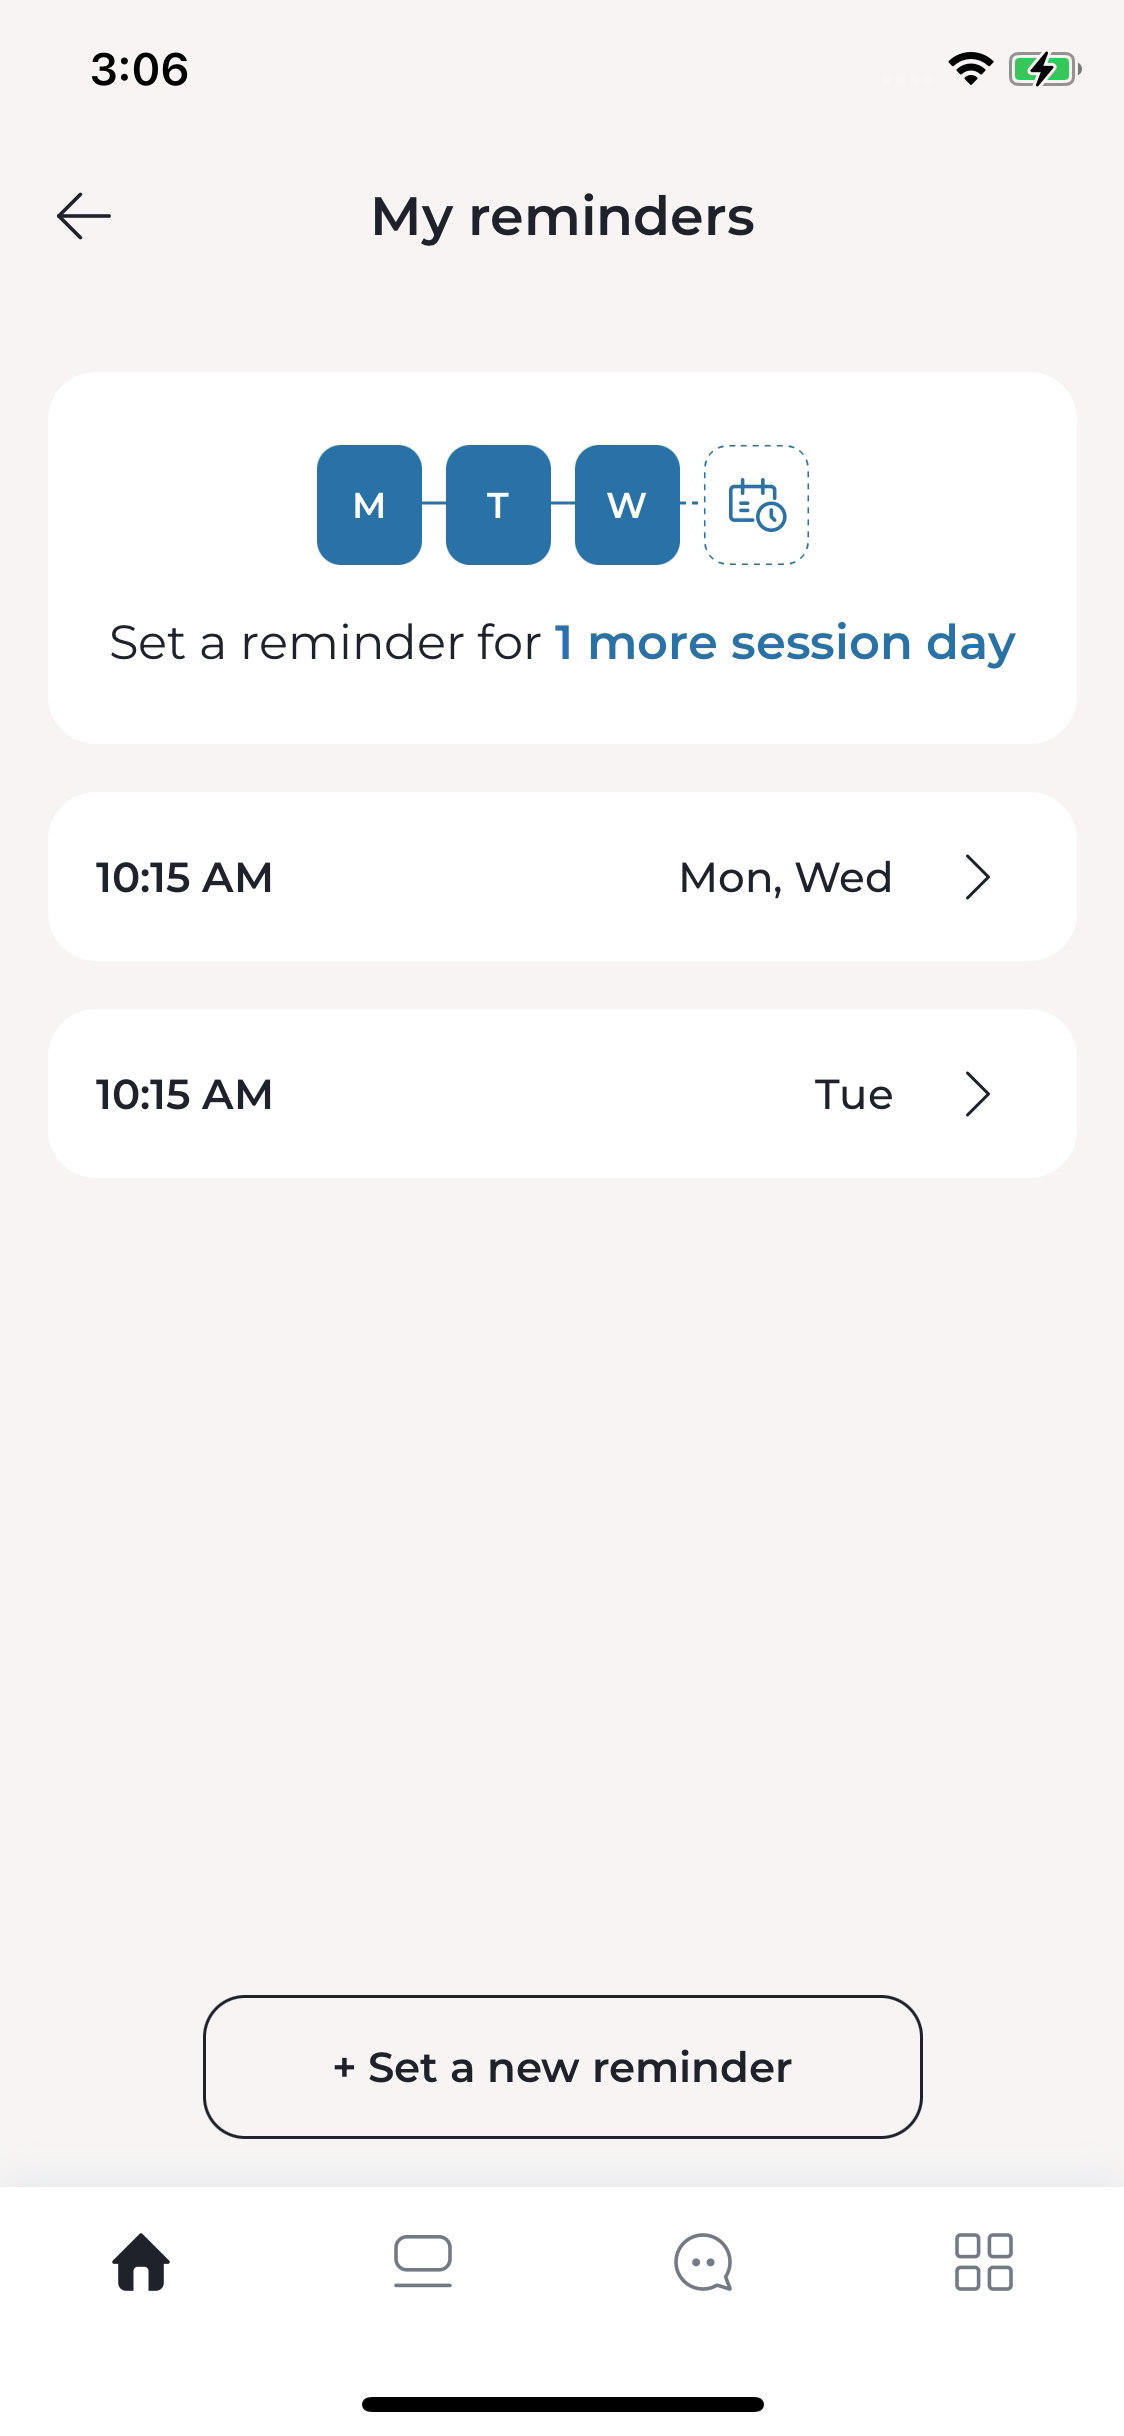 3:06
My reminders
M T W
Set a reminder for 1 more session day
10:15 AM Mon, Wed
10:15 AM Tue
+ Set a new reminder